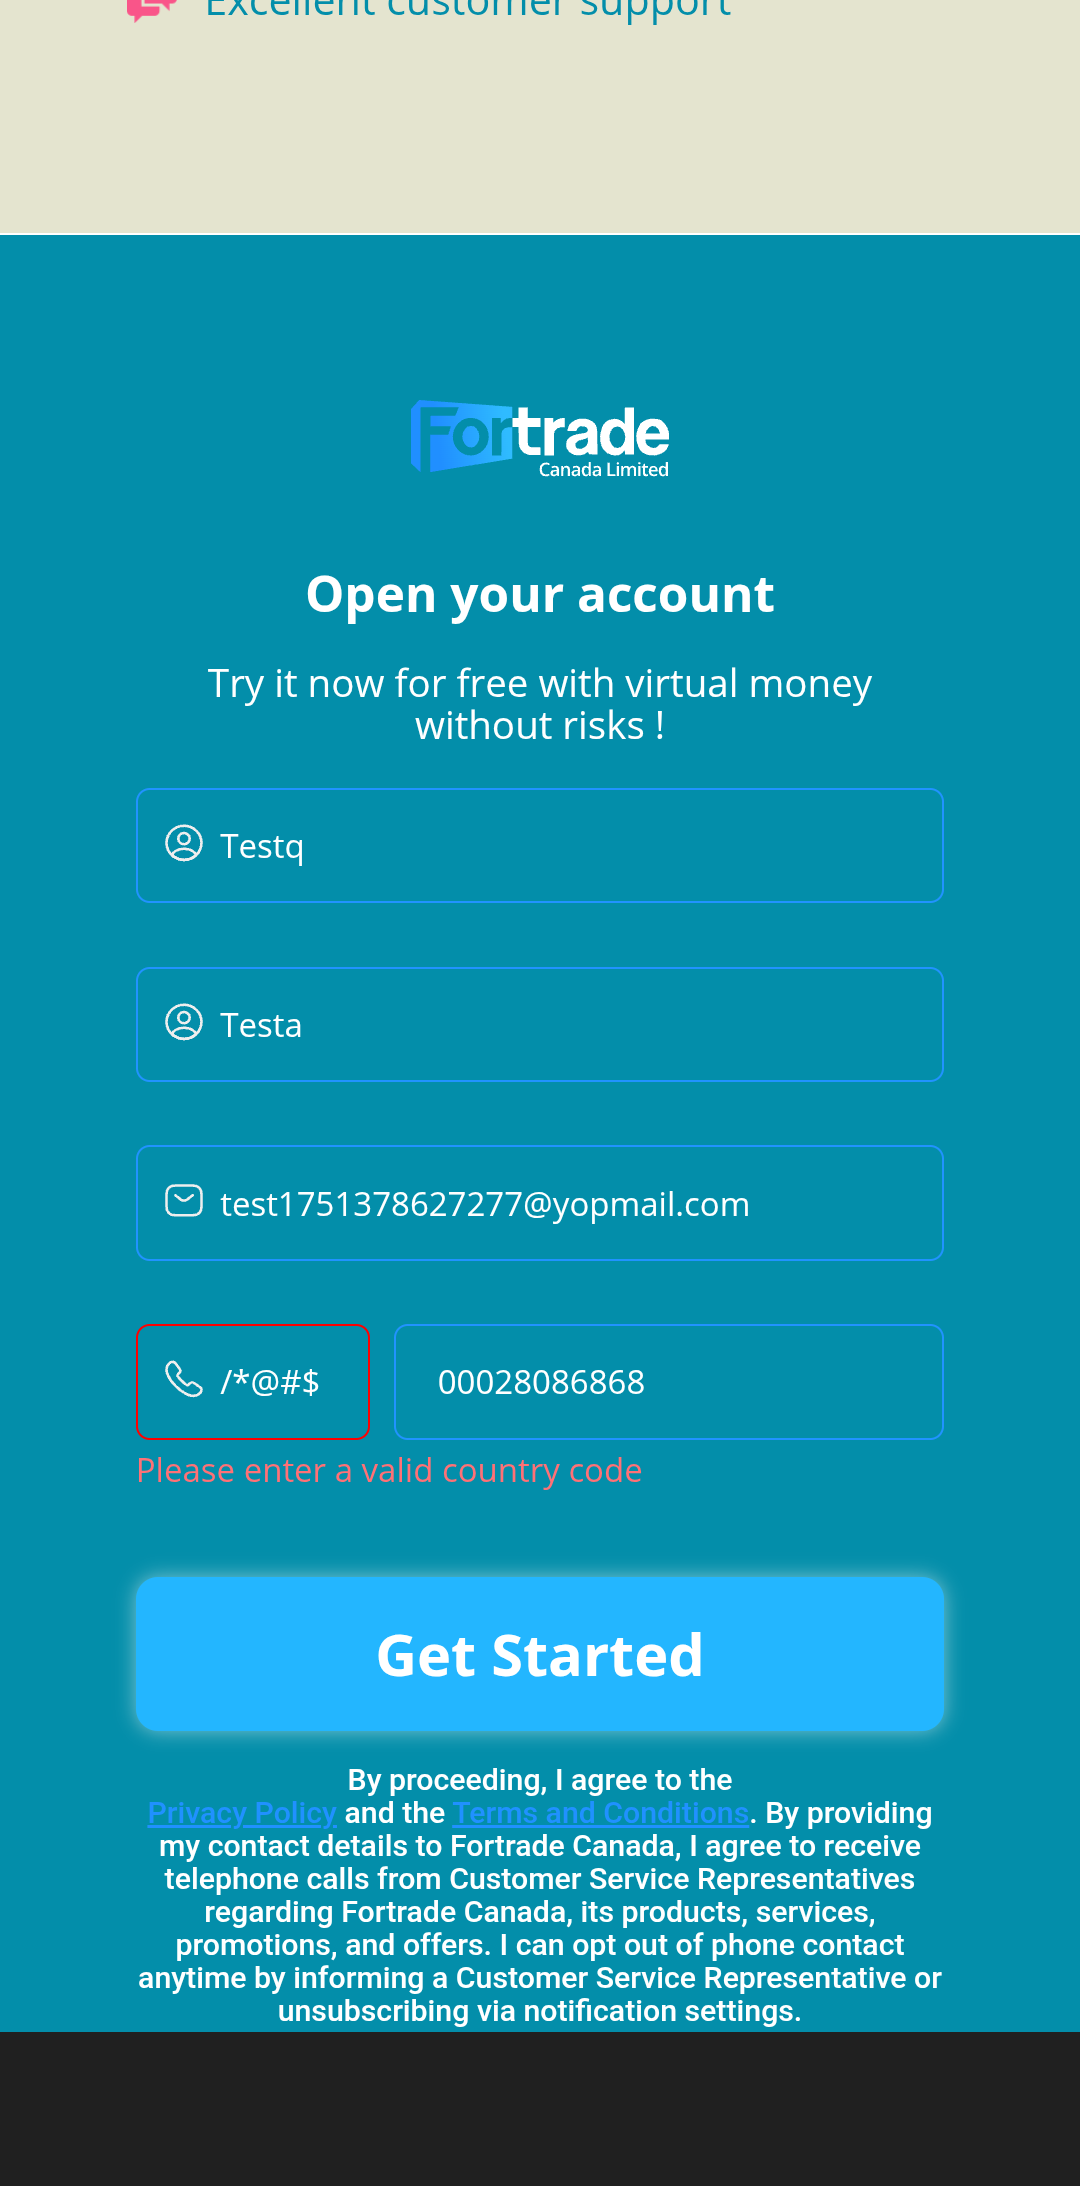 Excellent customer support
Fortrade
Canada Limited
Open your account
Try it now for free with virtual money
without risks !
Testq
Testa
test1751378627277@yopmail.com
/*@#$ 00028086868
Please enter a valid country code
Get Started
By proceeding, I agree to the
Privacy Policy and the Terms and Conditions. By providing
my contact details to Fortrade Canada, I agree to receive
telephone calls from Customer Service Representatives
regarding Fortrade Canada, its products, services,
promotions, and offers. I can opt out of phone contact
anytime by informing a Customer Service Representative or
unsubscribing via notification settings.